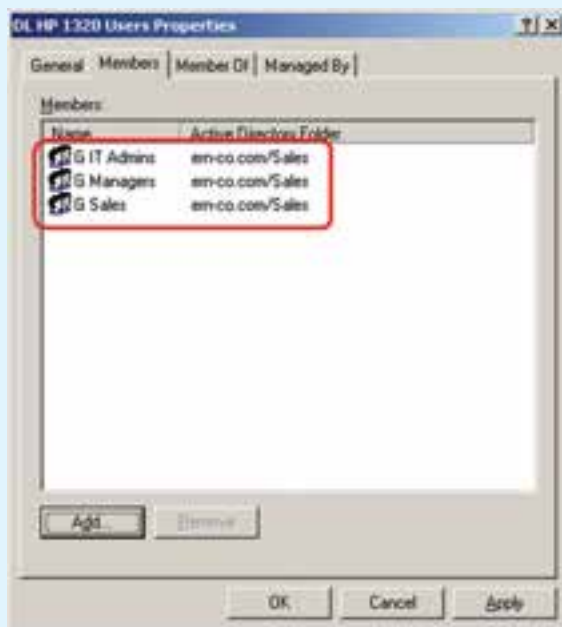 DL HP 1320 Users Properties
General Members Member Of Managed By
Members:
Name Active Directory Folder
G IT Admins em-co.com/Sales
G Managers em-co.com/Sales
G Sales em-co.com/Sales
Add... Remove
OK Cancel Apply